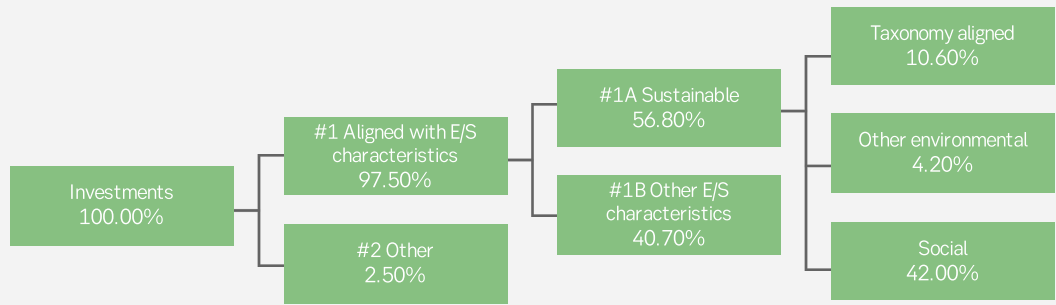 Investments
100.00%
#1 Aligned with E/S
characteristics
97.50%
#2 Other
2.50%
#1A Sustainable
56.80%
#1B Other E/S
characteristics
40.70%
Taxonomy aligned
10.60%
Other environmental
4.20%
Social
42.00%